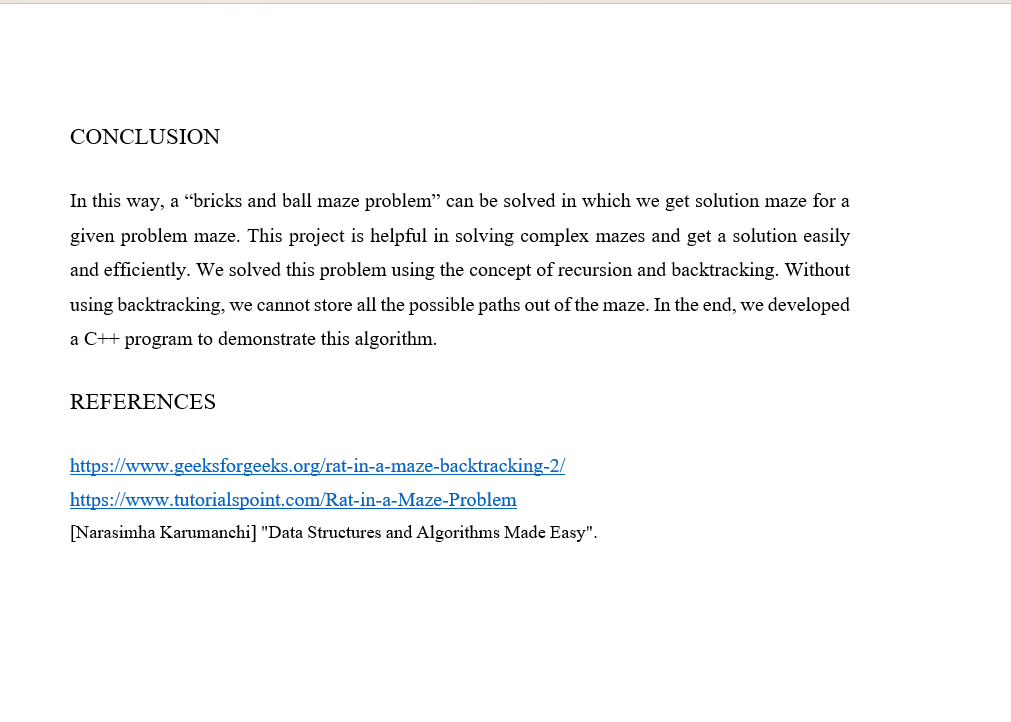 CONCLUSION
In this way, a “bricks and ball maze problem” can be solved in which we get solution maze for a
given problem maze. This project is helpful in solving complex mazes and get a solution easily
and efficiently. We solved this problem using the concept of recursion and backtracking. Without
using backtracking, we cannot store all the possible paths out of the maze. In the end, we developed
a C++ program to demonstrate this algorithm.
REFERENCES
https://www.geeksforgeeks.org/rat-in-a-maze-backtracking-2/
https://www.tutorialspoint.com/Rat-in-a-Maze-Problem
[Narasimha Karumanchi] "Data Structures and Algorithms Made Easy".